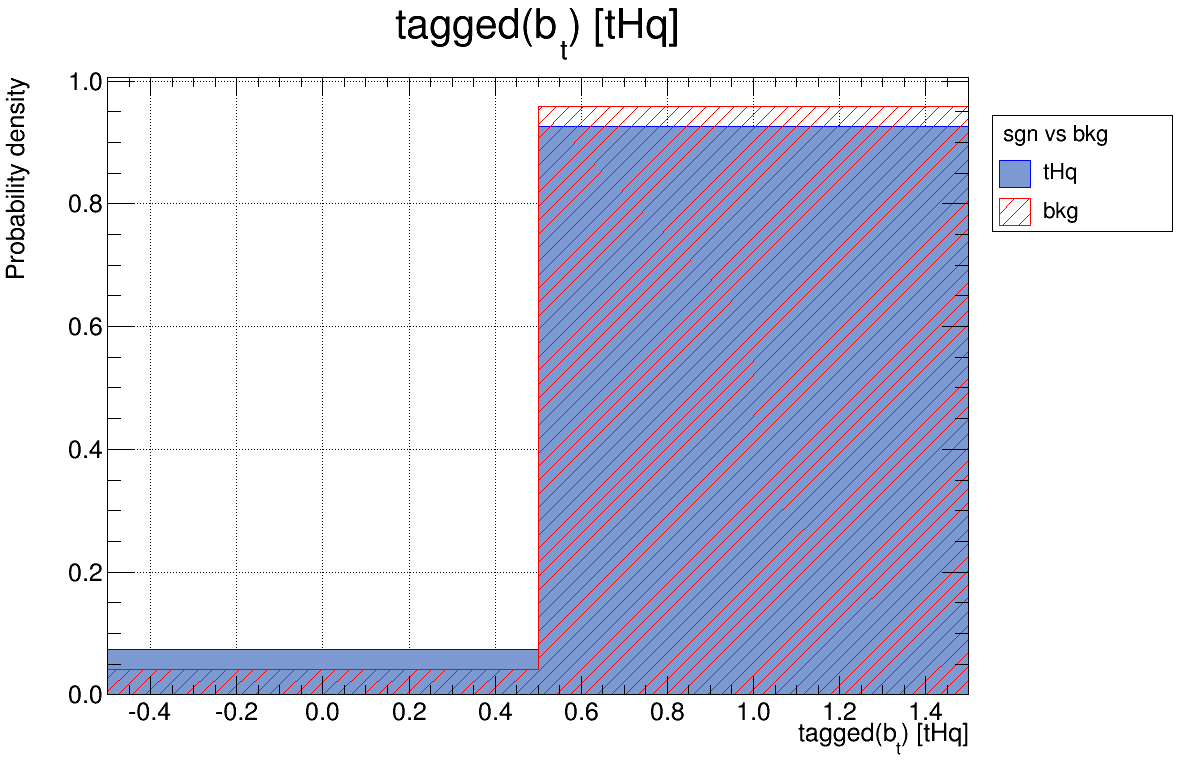 tagged(b_t) [tHq]
Probability density
1.0
0.8
0.6
0.4
0.2
0.0
-0.4 -0.2 0.0 0.2 0.4 0.6 0.8 1.0 1.2 1.4
tagged(b_t) [tHq]
sgn vs bkg
tHq
bkg